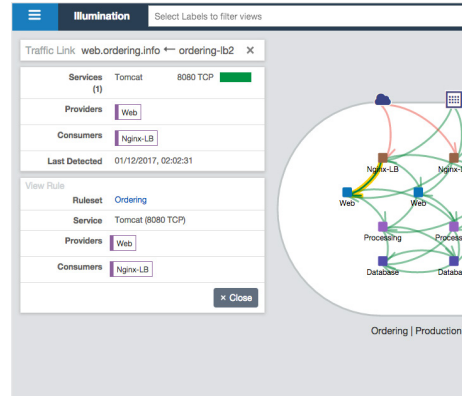 Illumination
Select Labels to filter views
Traffic Link web.ordering.info ← ordering-lb2 ×
Services (1) Tomcat 8080 TCP
Providers Web
Consumers Nginx-LB
Last Detected 01/12/2017, 02:02:31
View Rule
Ruleset Ordering
Service Tomcat (8080 TCP)
Providers Web
Consumers Nginx-LB
× Close
Nginx-LB
Web
Web
Processing
Database
Ordering | Production